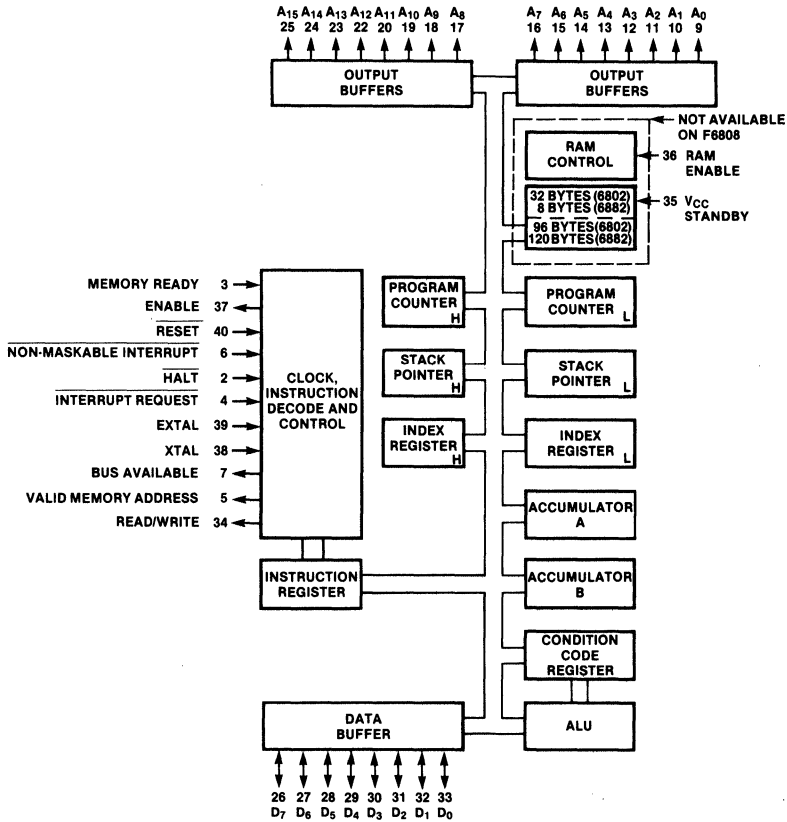 A15 A14 A13 A12 A11 A10 A9 A8
25 24 23 22 20 19 18 17
A7 A6 A5 A4 A3 A2 A1 A0
16 15 14 13 12 11 10 9
OUTPUT
BUFFERS
OUTPUT
BUFFERS
NOT AVAILABLE
ON F6808
RAM
CONTROL
36 RAM
ENABLE
32 BYTES (6802)
8 BYTES (6882)
96 BYTES (6802)
120 BYTES (6882)
35 VCC
STANDBY
MEMORY READY 3
ENABLE 37
RESET 40
NON-MASKABLE INTERRUPT 6
HALT 2
INTERRUPT REQUEST 4
EXTAL 39
XTAL 38
BUS AVAILABLE 7
VALID MEMORY ADDRESS 5
READ/WRITE 34
CLOCK,
INSTRUCTION
DECODE AND
CONTROL
PROGRAM
COUNTER
H
PROGRAM
COUNTER
L
STACK
POINTER
H
STACK
POINTER
L
INDEX
REGISTER
H
INDEX
REGISTER
L
ACCUMULATOR
A
INSTRUCTION
REGISTER
ACCUMULATOR
B
CONDITION
CODE
REGISTER
DATA
BUFFER
ALU
26 27 28 29 30 31 32 33
D7 D6 D5 D4 D3 D2 D1 D0